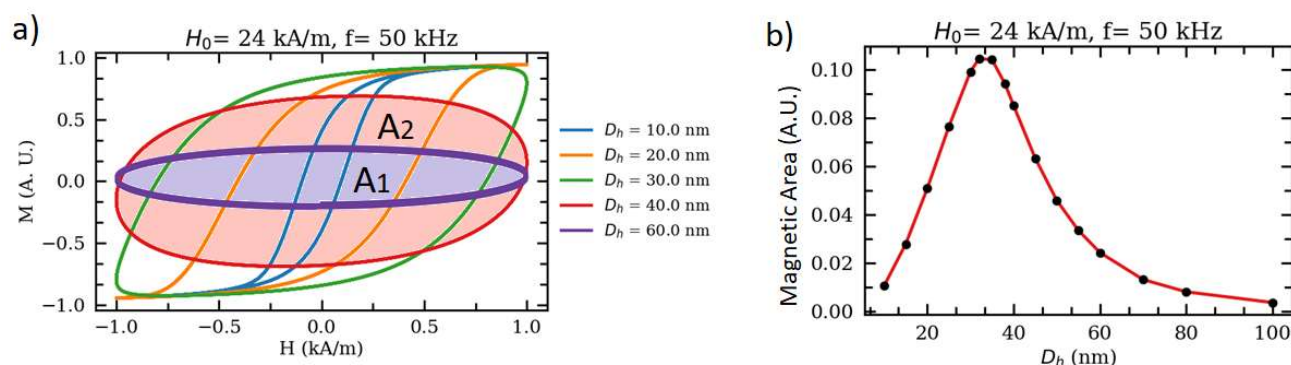 a)
H₀= 24 kA/m, f= 50 kHz
M (A. U.)
1.0
0.5
0.0
−0.5
−1.0
A₂
A₁
−1.0 −0.5 0.0 0.5 1.0
H (kA/m)
Dₕ = 10.0 nm
Dₕ = 20.0 nm
Dₕ = 30.0 nm
Dₕ = 40.0 nm
Dₕ = 60.0 nm
b)
H₀= 24 kA/m, f= 50 kHz
Magnetic Area (A.U.)
0.10
0.08
0.06
0.04
0.02
0.00
20 40 60 80 100
Dₕ (nm)